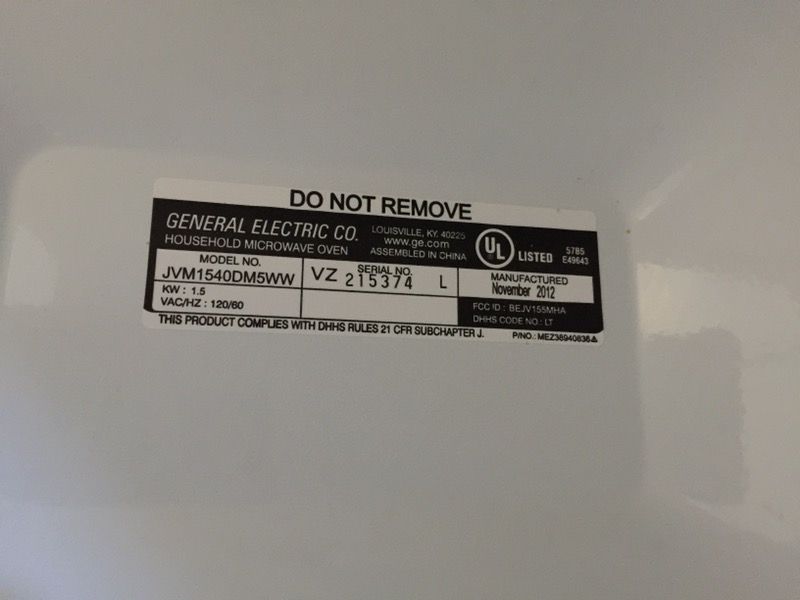 DO NOT REMOVE
GENERAL ELECTRIC CO.
HOUSEHOLD MICROWAVE OVEN
LOUISVILLE, KY. 40225
www.ge.com
ASSEMBLED IN CHINA
UL
LISTED
5785
E49643
MODEL NO.
JVM1540DM5WW
KW : 1.5
VAC/HZ : 120/60
SERIAL NO.
VZ 215374 L
MANUFACTURED
November 2012
FCC ID : BEJV155MHA
DHHS CODE NO.: LT
THIS PRODUCT COMPLIES WITH DHHS RULES 21 CFR SUBCHAPTER J.
P/NO.: MEZ36940836